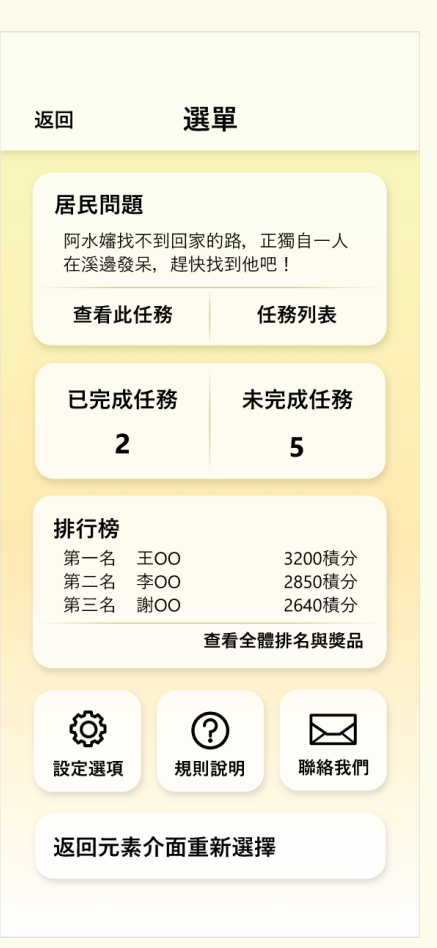 返回 選單
居民問題
阿水嬸找不到回家的路，正獨自一人
在溪邊發呆，趕快找到他吧！
查看此任務 任務列表
已完成任務 未完成任務
2 5
排行榜
第一名 王OO 3200積分
第二名 李OO 2850積分
第三名 謝OO 2640積分
查看全體排名與獎品
設定選項 規則說明 聯絡我們
返回元素介面重新選擇